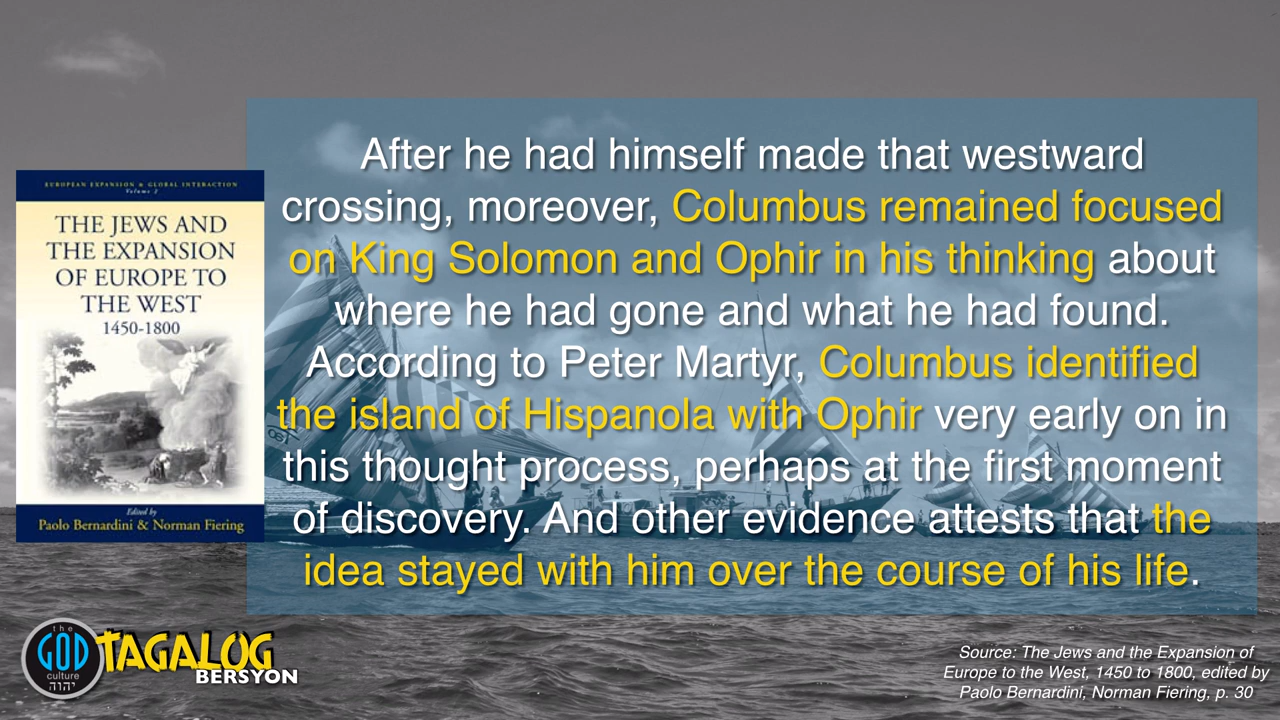 After he had himself made that westward
crossing, moreover, Columbus remained focused
on King Solomon and Ophir in his thinking about
where he had gone and what he had found.
According to Peter Martyr, Columbus identified
the island of Hispanola with Ophir very early on in
this thought process, perhaps at the first moment
of discovery. And other evidence attests that the
idea stayed with him over the course of his life.
EUROPEAN EXPANSION & GLOBAL INTERACTION
Volume 2
THE JEWS AND
THE EXPANSION
OF EUROPE TO
THE WEST
1450-1800
Edited by
Paolo Bernardini & Norman Fiering
the
GOD
culture
יהוה
TAGALOG
BERSYON
Source: The Jews and the Expansion of
Europe to the West, 1450 to 1800, edited by
Paolo Bernardini, Norman Fiering, p. 30